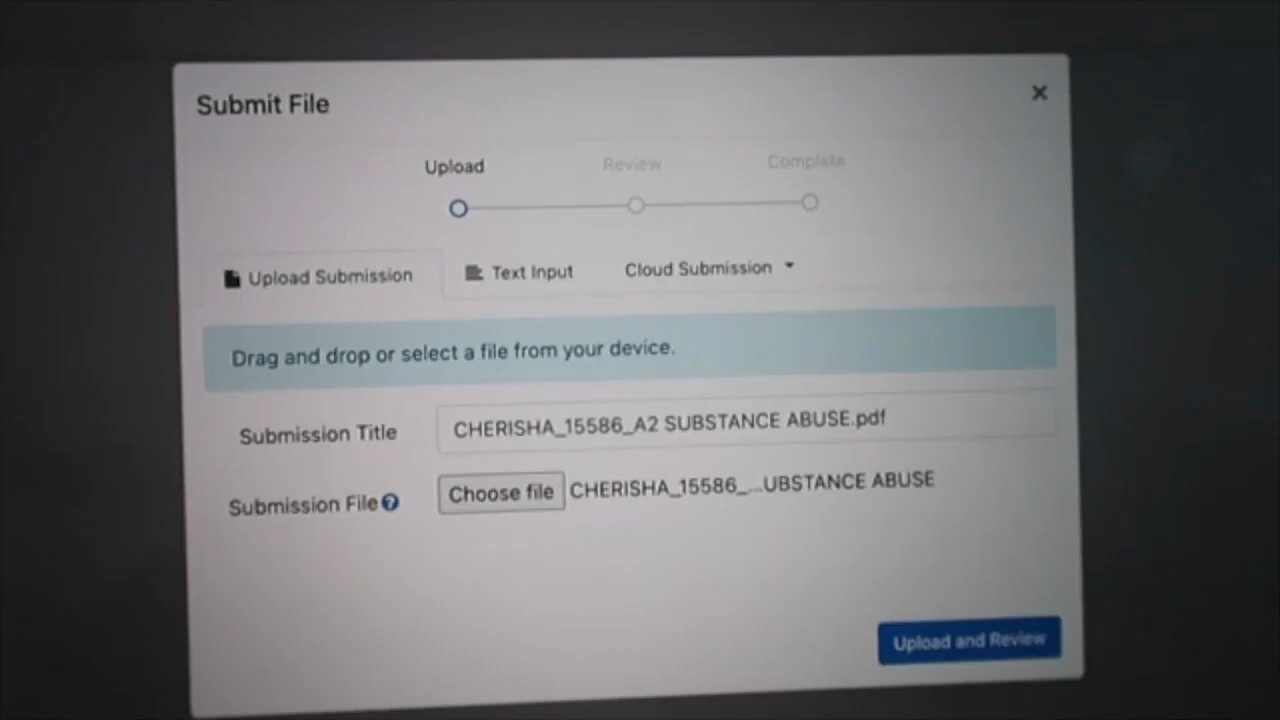 Submit File
Upload Review Complete
Upload Submission Text Input Cloud Submission
Drag and drop or select a file from your device.
Submission Title CHERISHA_15586_A2 SUBSTANCE ABUSE.pdf
Submission File Choose file CHERISHA_15586_...UBSTANCE ABUSE
Upload and Review